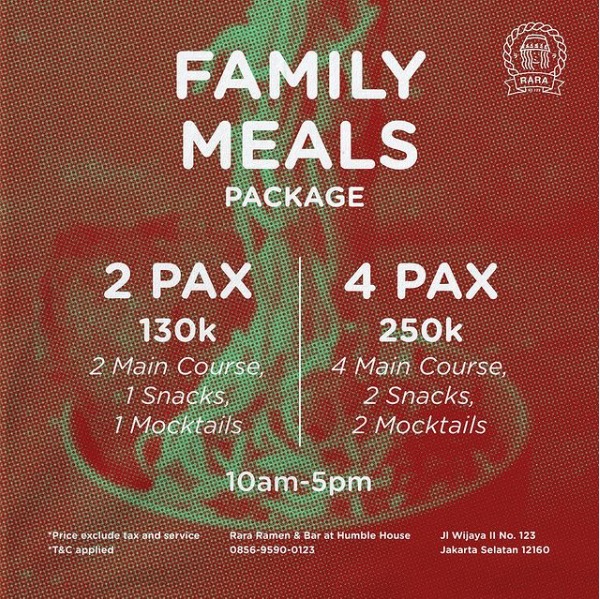 FAMILY
MEALS
PACKAGE
RARA
2 PAX
130k
2 Main Course,
1 Snacks,
1 Mocktails
4 PAX
250k
4 Main Course,
2 Snacks,
2 Mocktails
10am-5pm
*Price exclude tax and service
*T&C applied
Rara Ramen & Bar at Humble House
0856-9590-0123
Jl Wijaya II No. 123
Jakarta Selatan 12160